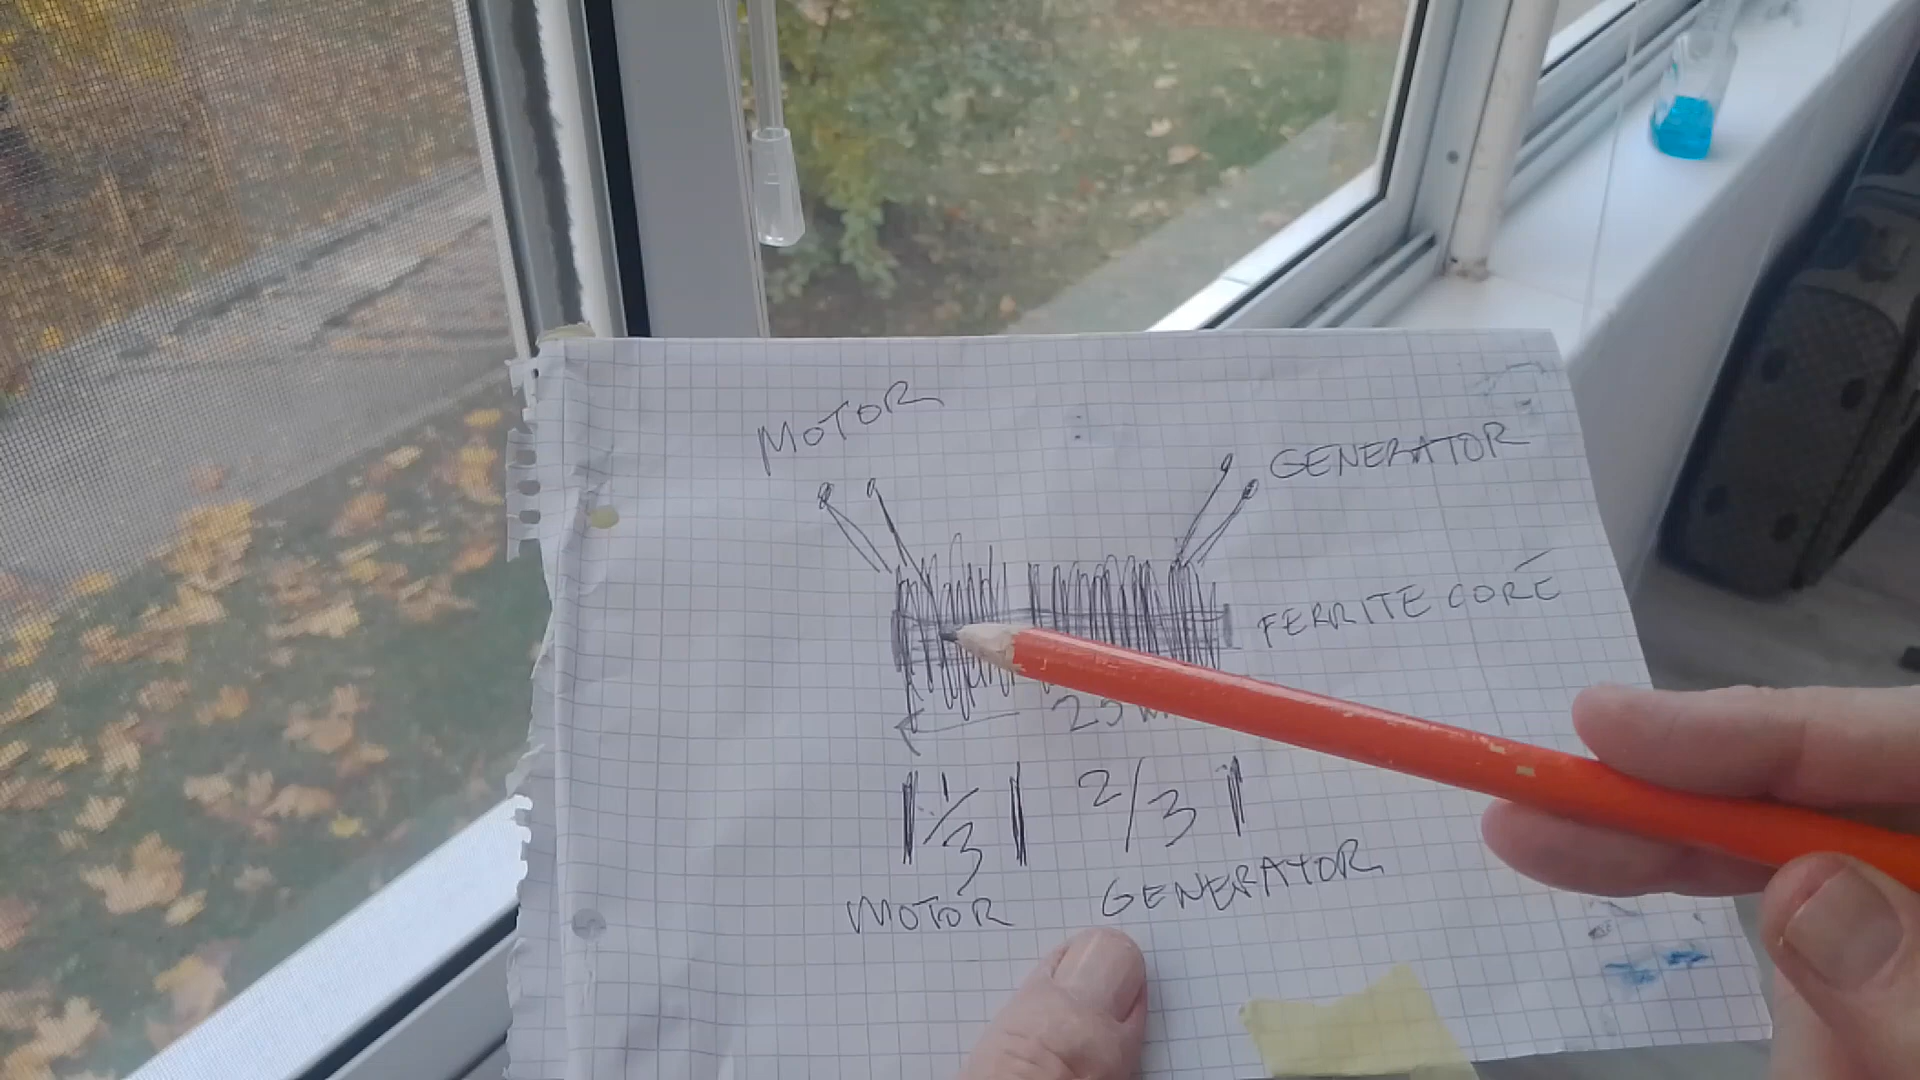 MOTOR
GENERATOR
FERRITE CORE
1/3 2/3
MOTOR GENERATOR